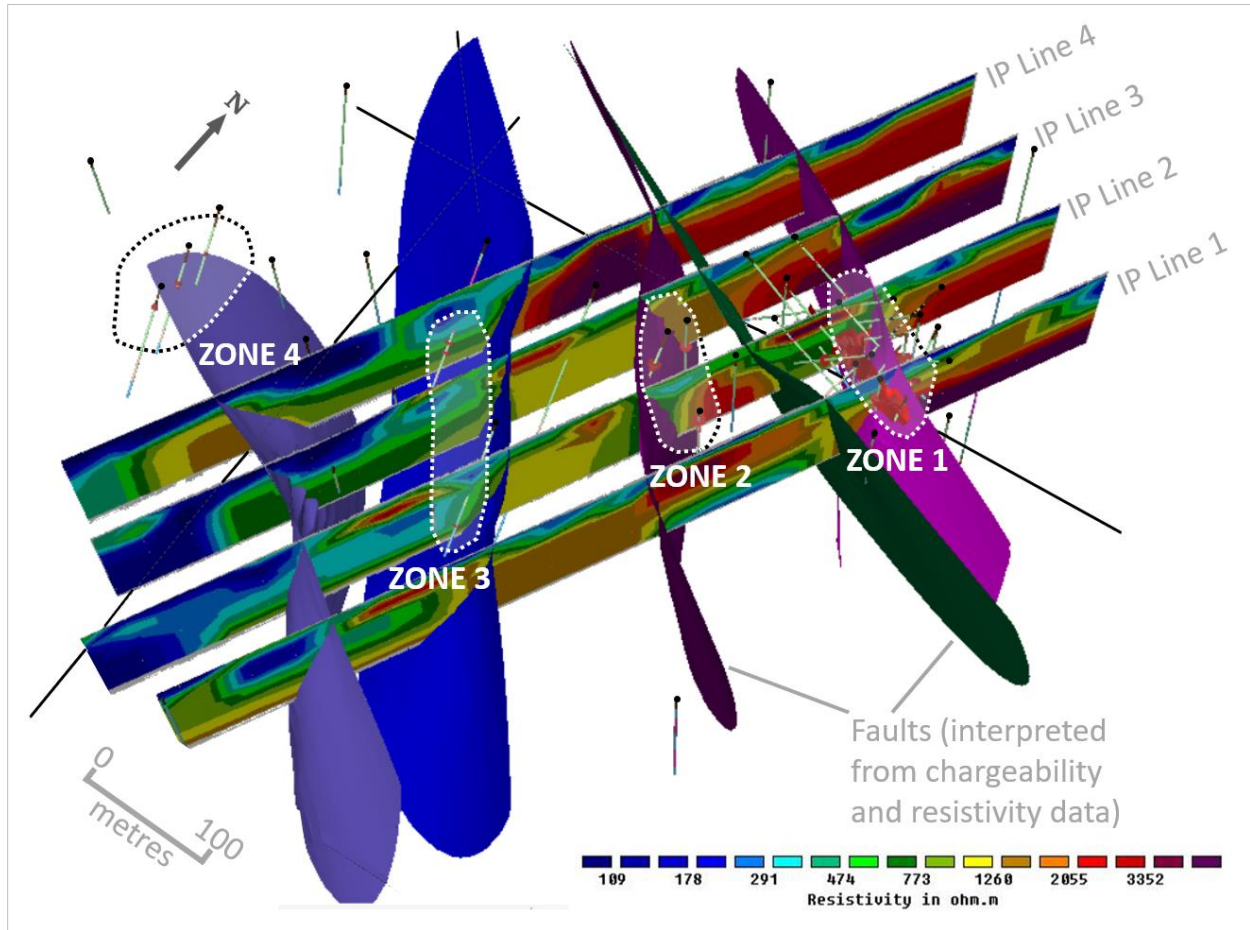 N
IP Line 4
IP Line 3
IP Line 2
IP Line 1
ZONE 4
ZONE 3
ZONE 2
ZONE 1
0
100
metres
Faults (interpreted
from chargeability
and resistivity data)
109 178 291 474 773 1260 2055 3352
Resistivity in ohm.m